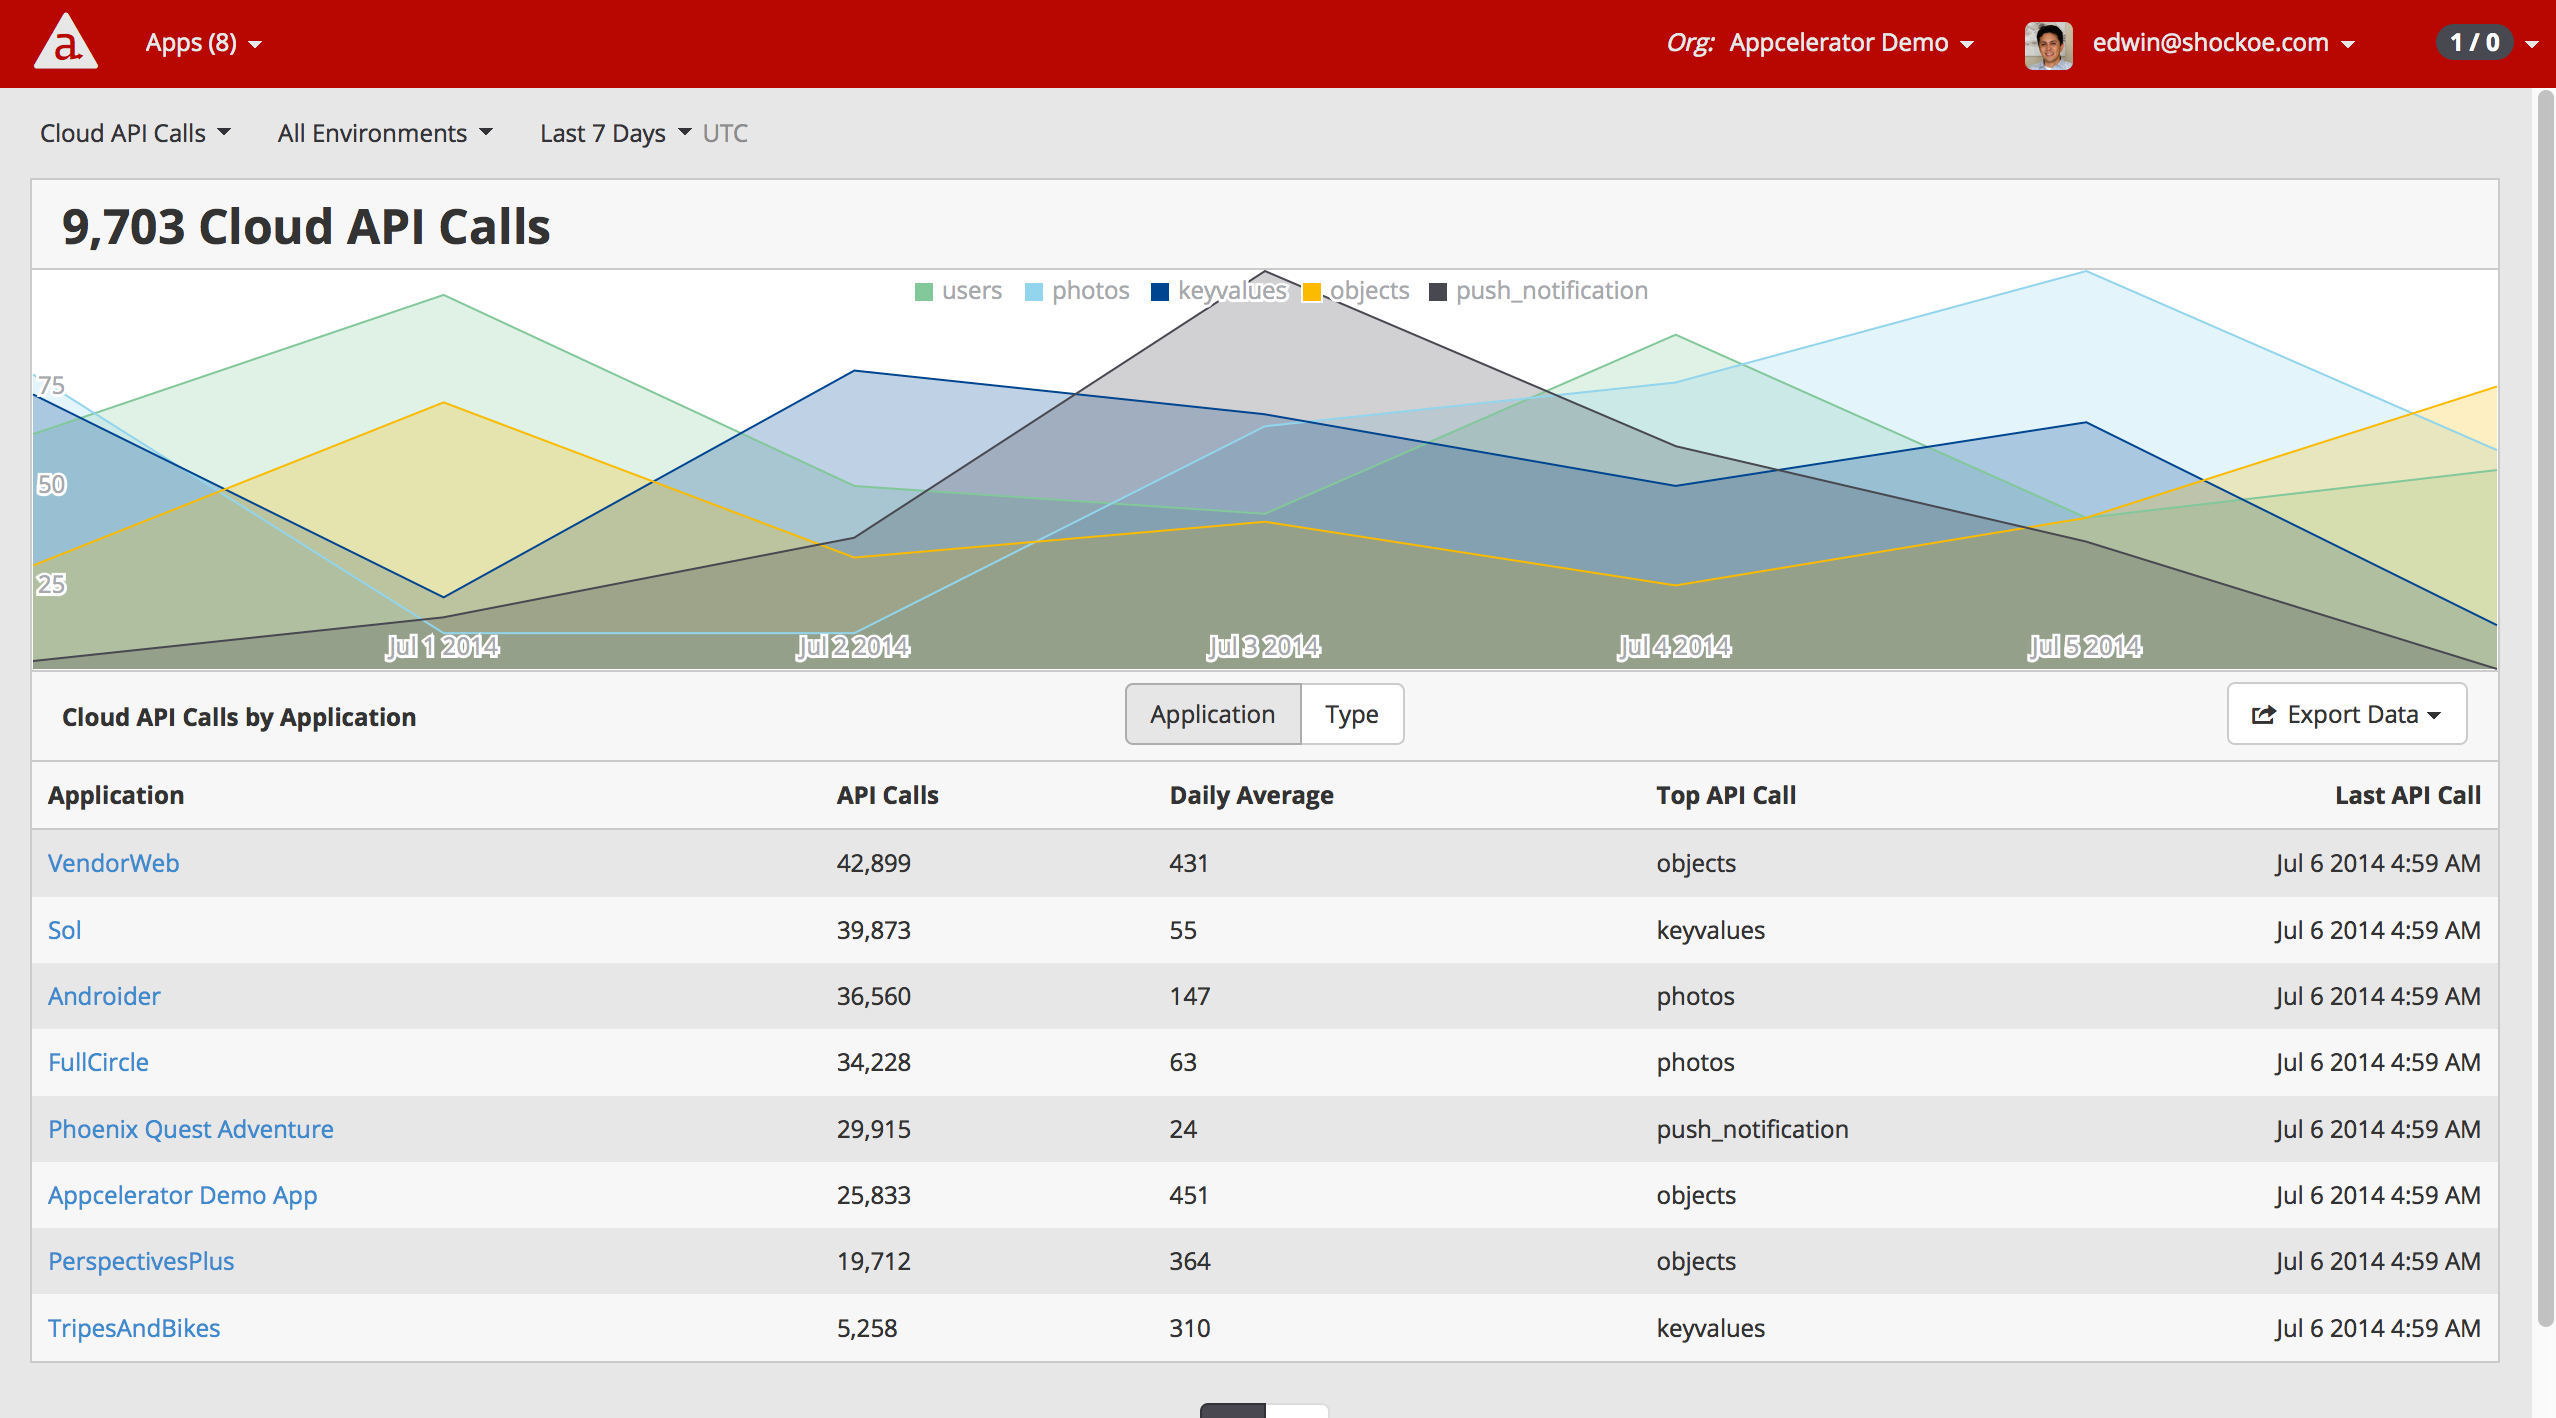 a Apps (8) Org: Appcelerator Demo edwin@shockoe.com 1 / 0
Cloud API Calls All Environments Last 7 Days UTC
9,703 Cloud API Calls
users photos keyvalues objects push_notification
75
50
25
Jul 1 2014 Jul 2 2014 Jul 3 2014 Jul 4 2014 Jul 5 2014
Cloud API Calls by Application Application Type Export Data
Application API Calls Daily Average Top API Call Last API Call
VendorWeb 42,899 431 objects Jul 6 2014 4:59 AM
Sol 39,873 55 keyvalues Jul 6 2014 4:59 AM
Androider 36,560 147 photos Jul 6 2014 4:59 AM
FullCircle 34,228 63 photos Jul 6 2014 4:59 AM
Phoenix Quest Adventure 29,915 24 push_notification Jul 6 2014 4:59 AM
Appcelerator Demo App 25,833 451 objects Jul 6 2014 4:59 AM
PerspectivesPlus 19,712 364 objects Jul 6 2014 4:59 AM
TripesAndBikes 5,258 310 keyvalues Jul 6 2014 4:59 AM